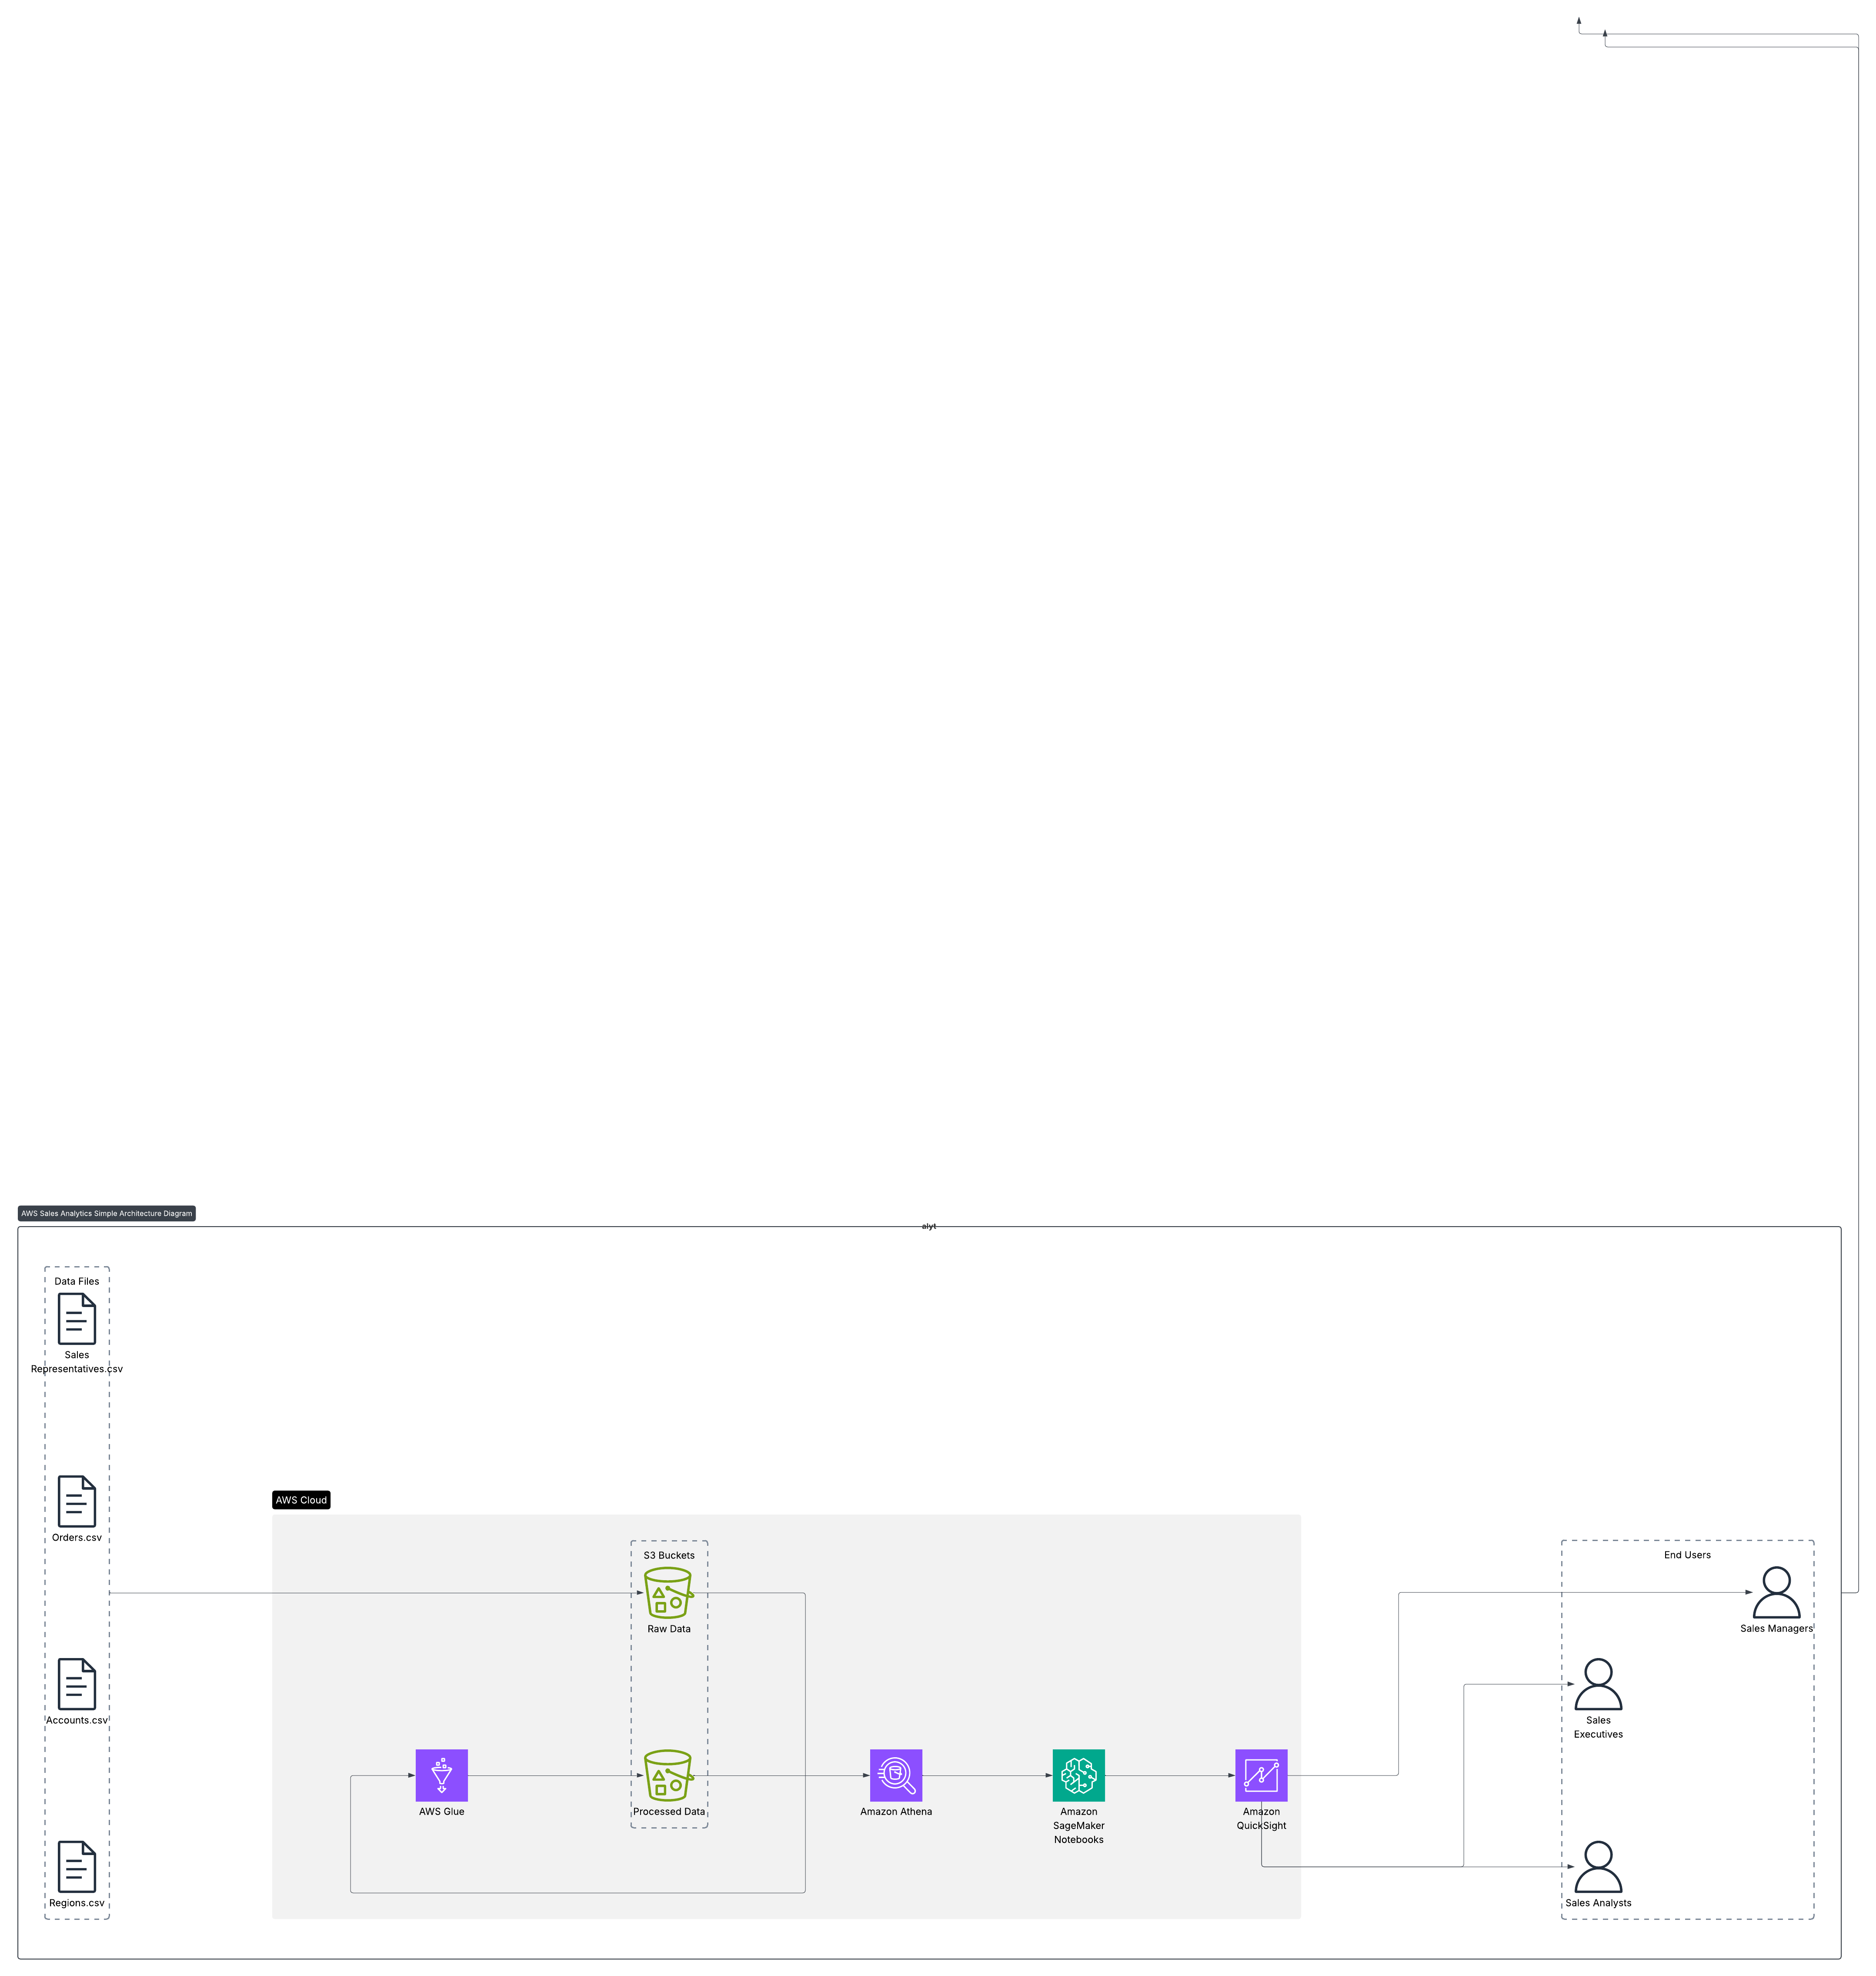 AWS Sales Analytics Simple Architecture Diagram
alyt
Data Files
Sales
Representatives.csv
Orders.csv
AWS Cloud
S3 Buckets
End Users
Raw Data
Sales Managers
Accounts.csv
Sales
Executives
AWS Glue
Processed Data
Amazon Athena
Amazon
SageMaker
Notebooks
Amazon
QuickSight
Regions.csv
Sales Analysts